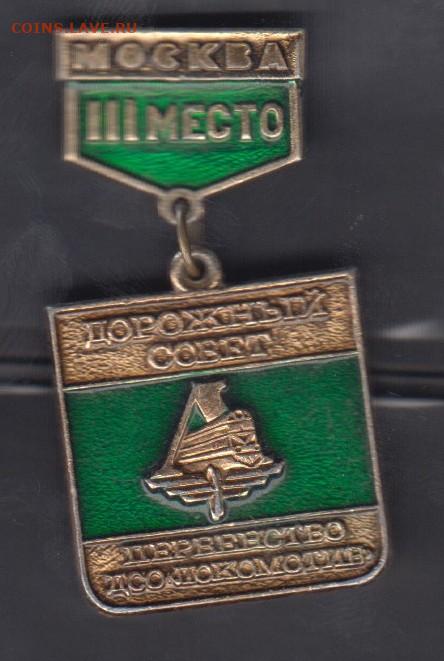 COINS.LAVE.RU
МОСКВА
III МЕСТО
ДОРОЖНЫЙ
СОВЕТ
ПЕРВЕНСТВО
ДСО "ЛОКОМОТИВ"